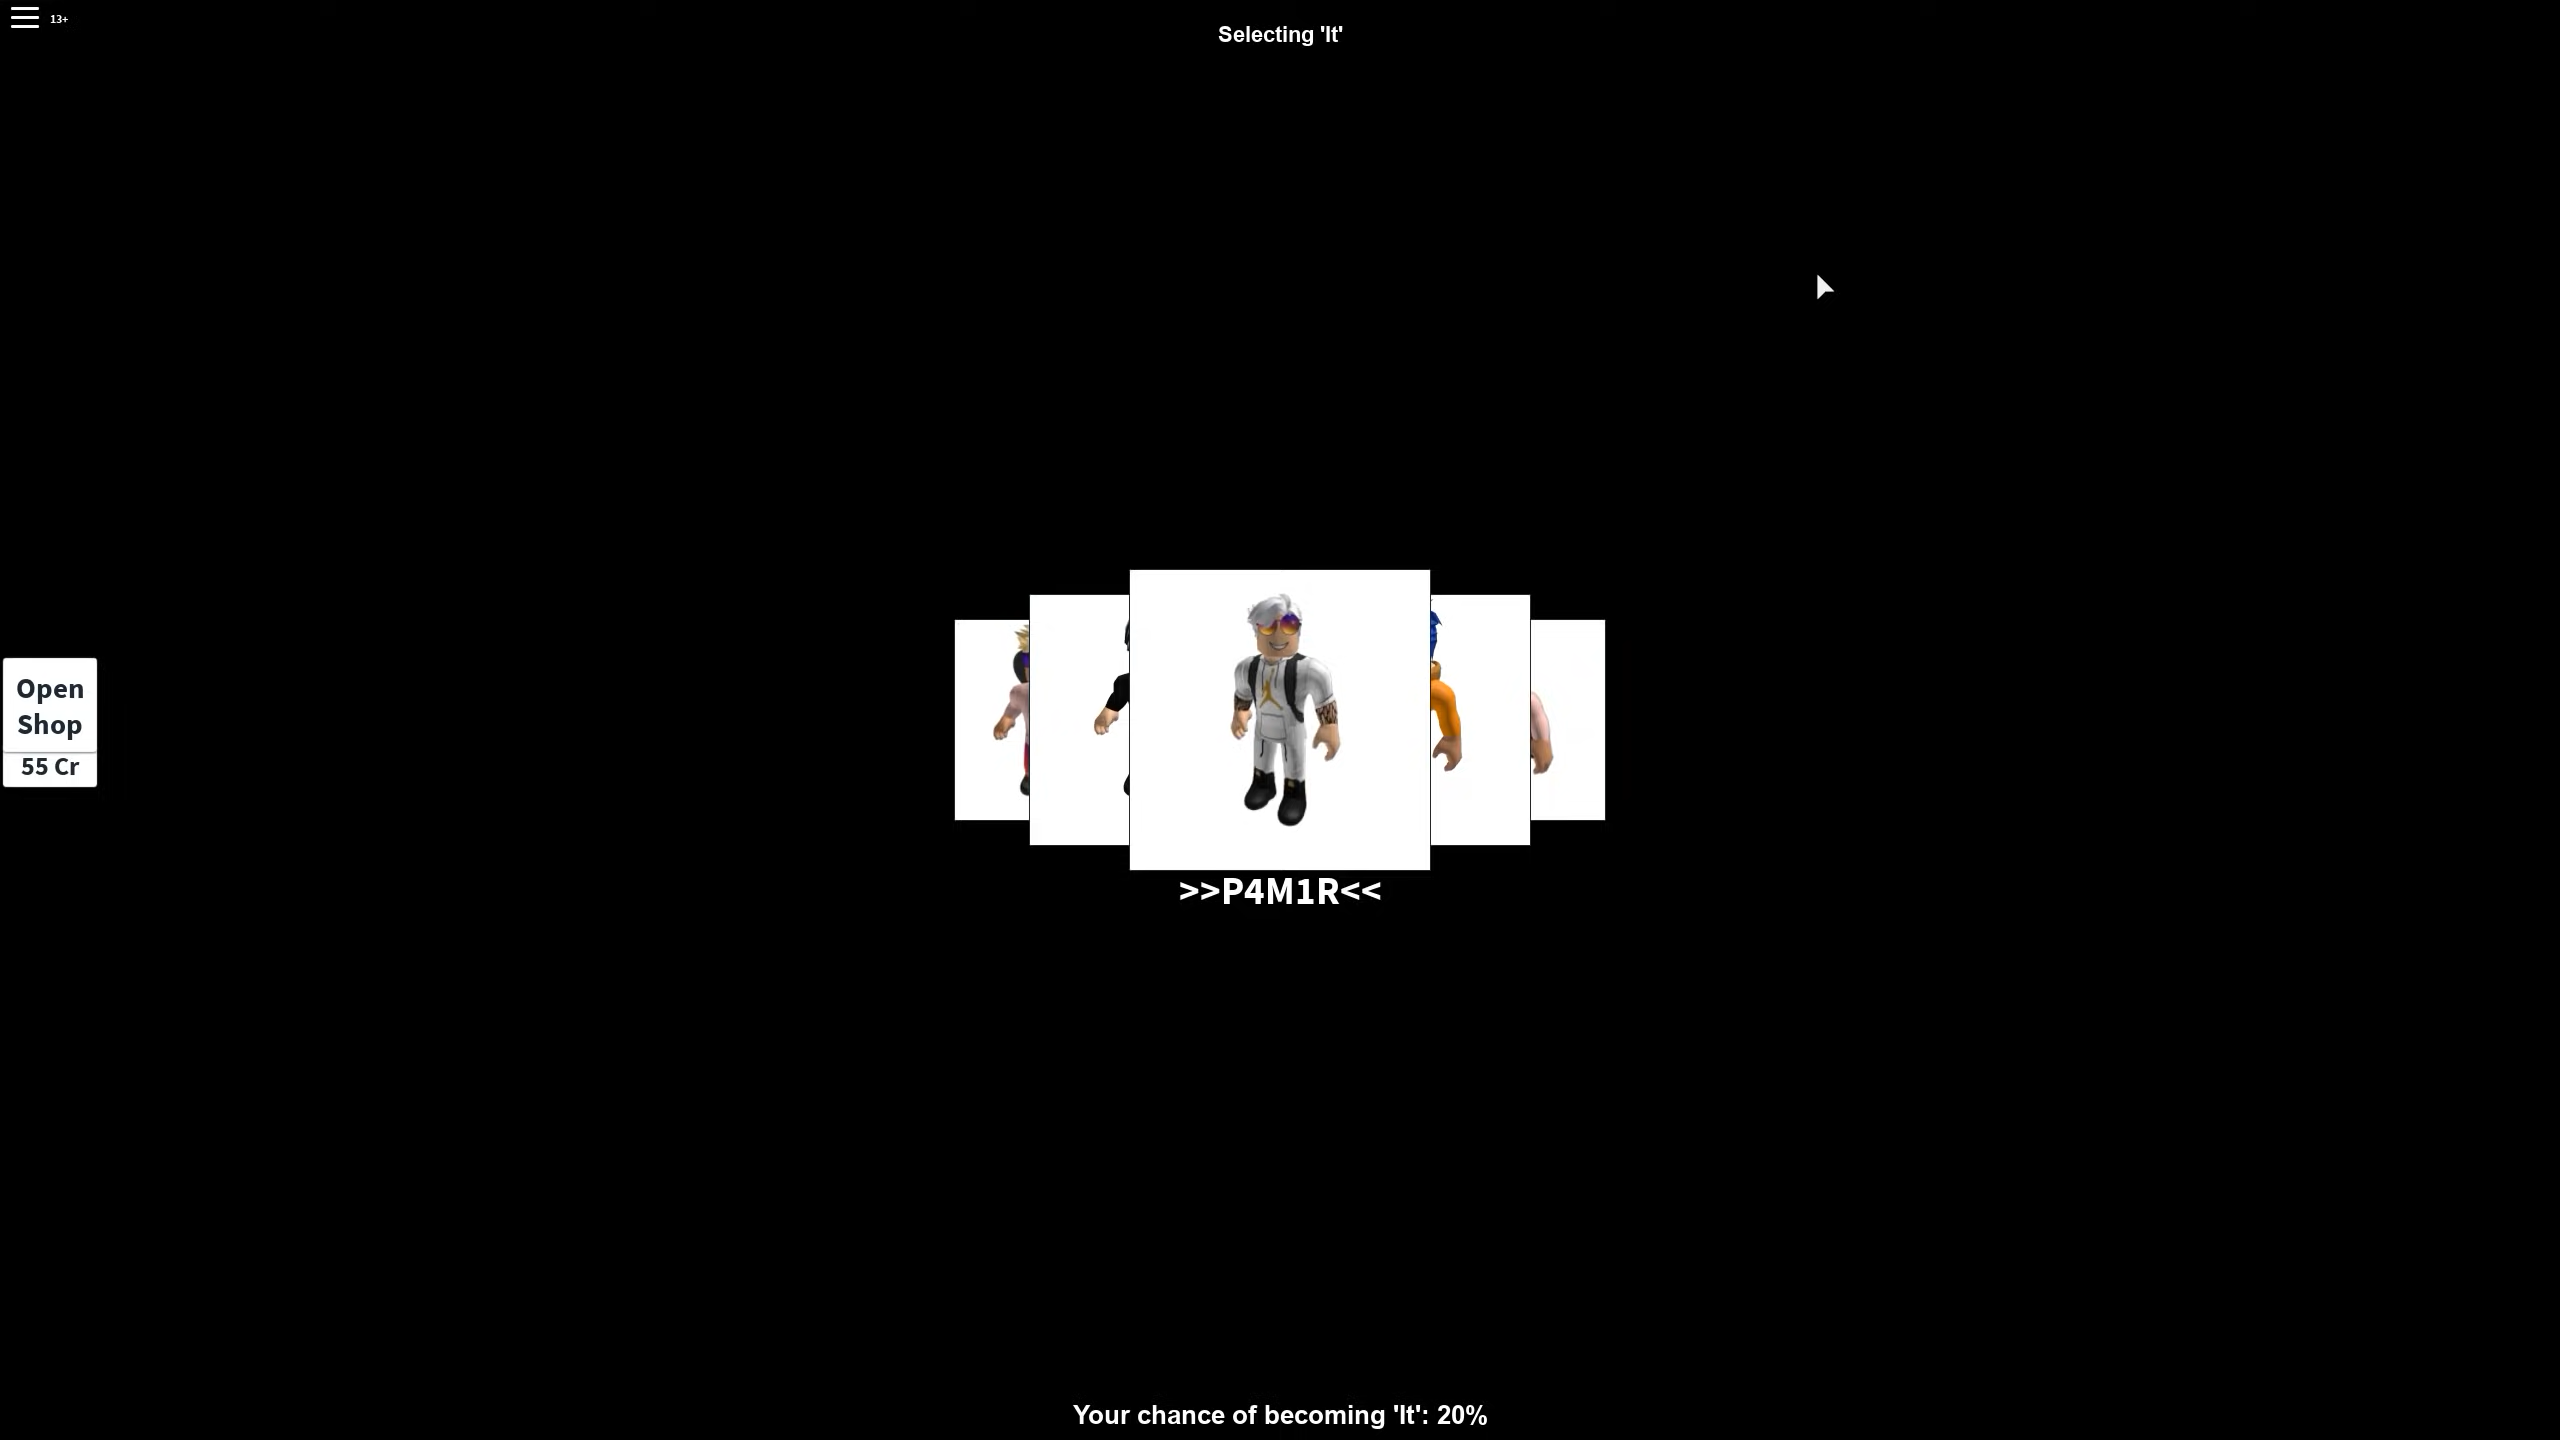 13+
Selecting 'It'
Open
Shop
55 Cr
>>P4M1R<<
Your chance of becoming 'It': 20%